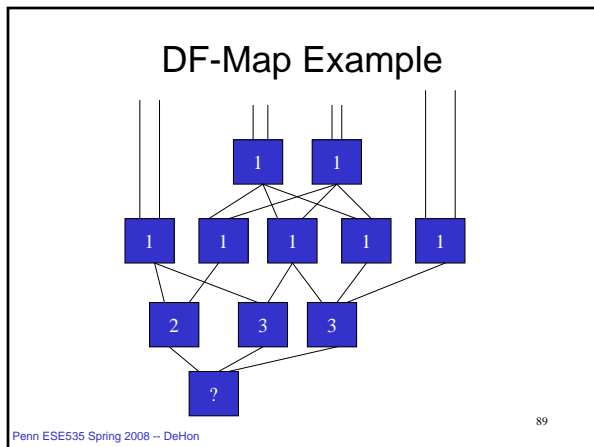 DF-Map Example
1 1
1 1 1 1 1
2 3 3
?
89
Penn ESE535 Spring 2008 -- DeHon